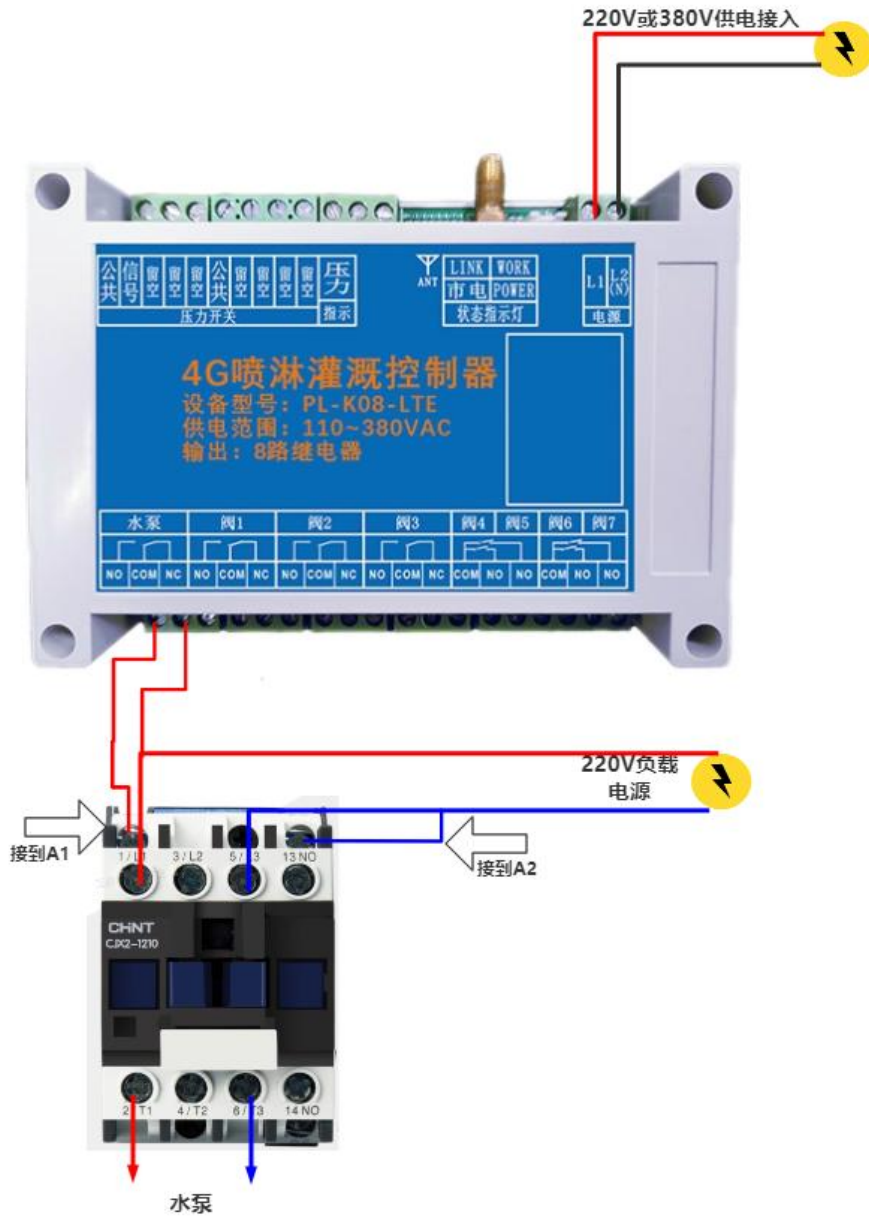 220V或380V供电接入
公共 信号 留空 留空 留空 公共 留空 留空 留空 留空 压力
压力开关 指示
ANT
LINK WORK
市电 POWER
状态指示灯
L1 L2(N)
电源
4G喷淋灌溉控制器
设备型号：PL-K08-LTE
供电范围：110~380VAC
输出：8路继电器
水泵 阀1 阀2 阀3 阀4 阀5 阀6 阀7
NO COM NC NO COM NC NO COM NC NO COM NC COM NO NO COM NO NO
220V负载
电源
接到A1
接到A2
1/L1 3/L2 5/L3 13NO
CHNT
CJX2-1210
2/T1 4/T2 6/T3 14NO
水泵